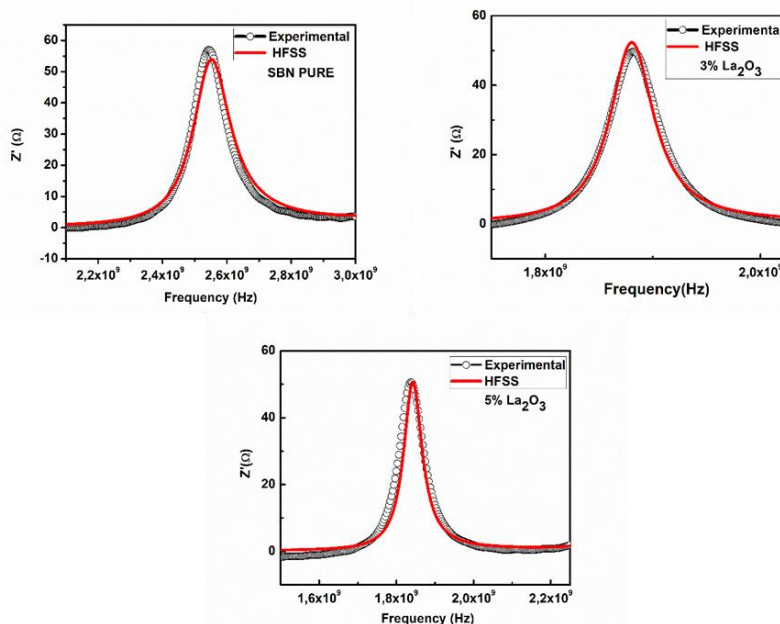 Experimental
HFSS
SBN PURE
60
50
40
30
20
10
0
-10
Z' (Ω)
2,2x10⁹ 2,4x10⁹ 2,6x10⁹ 2,8x10⁹ 3,0x10⁹
Frequency (Hz)
Experimental
HFSS
3% La₂O₃
60
40
20
0
Z' (Ω)
1,8x10⁹ 2,0x10⁹
Frequency(Hz)
Experimental
HFSS
5% La₂O₃
60
40
20
0
Z'(Ω)
1,6x10⁹ 1,8x10⁹ 2,0x10⁹ 2,2x10⁹
Frequency (Hz)